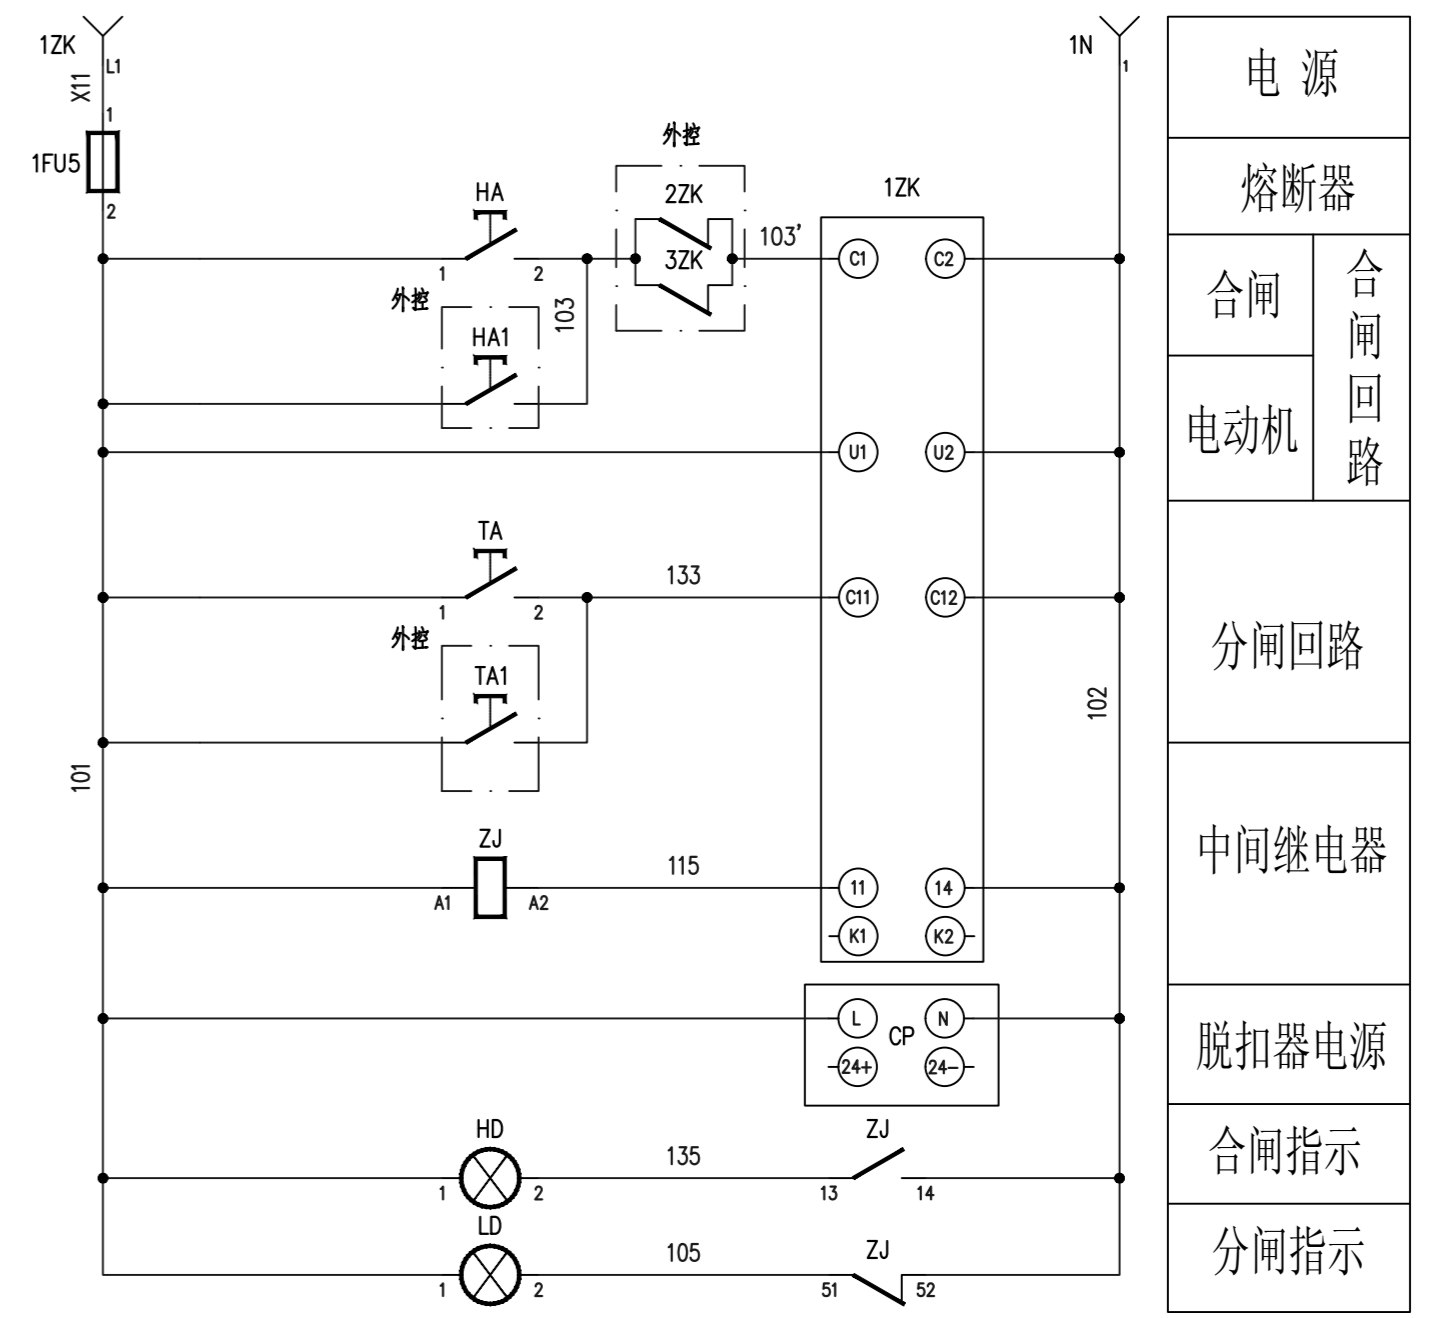 1ZK
L1
X11
1
1FU5
2
1N
1
电 源
熔断器
合闸
电动机
合闸回路
外控
2ZK
3ZK
103'
HA
1
2
外控
HA1
103
1ZK
C1
C2
U1
U2
TA
1
2
133
C11
C12
分闸回路
外控
TA1
101
102
ZJ
A1
A2
115
11
14
K1
K2
中间继电器
L
N
CP
24+
24-
脱扣器电源
HD
1
2
135
ZJ
13
14
合闸指示
LD
1
2
105
ZJ
51
52
分闸指示